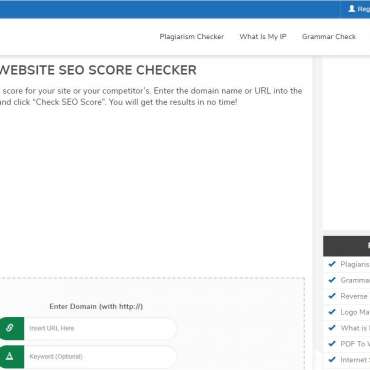 Reg
Plagiarism Checker What Is My IP Grammar Check
WEBSITE SEO SCORE CHECKER
score for your site or your competitor's. Enter the domain name or URL into the
and click "Check SEO Score". You will get the results in no time!
Enter Domain (with http://)
Insert URL Here
Keyword (Optional)
Plagiaris
Grammar
Reverse
Logo Ma
What is
PDF To W
Internet S